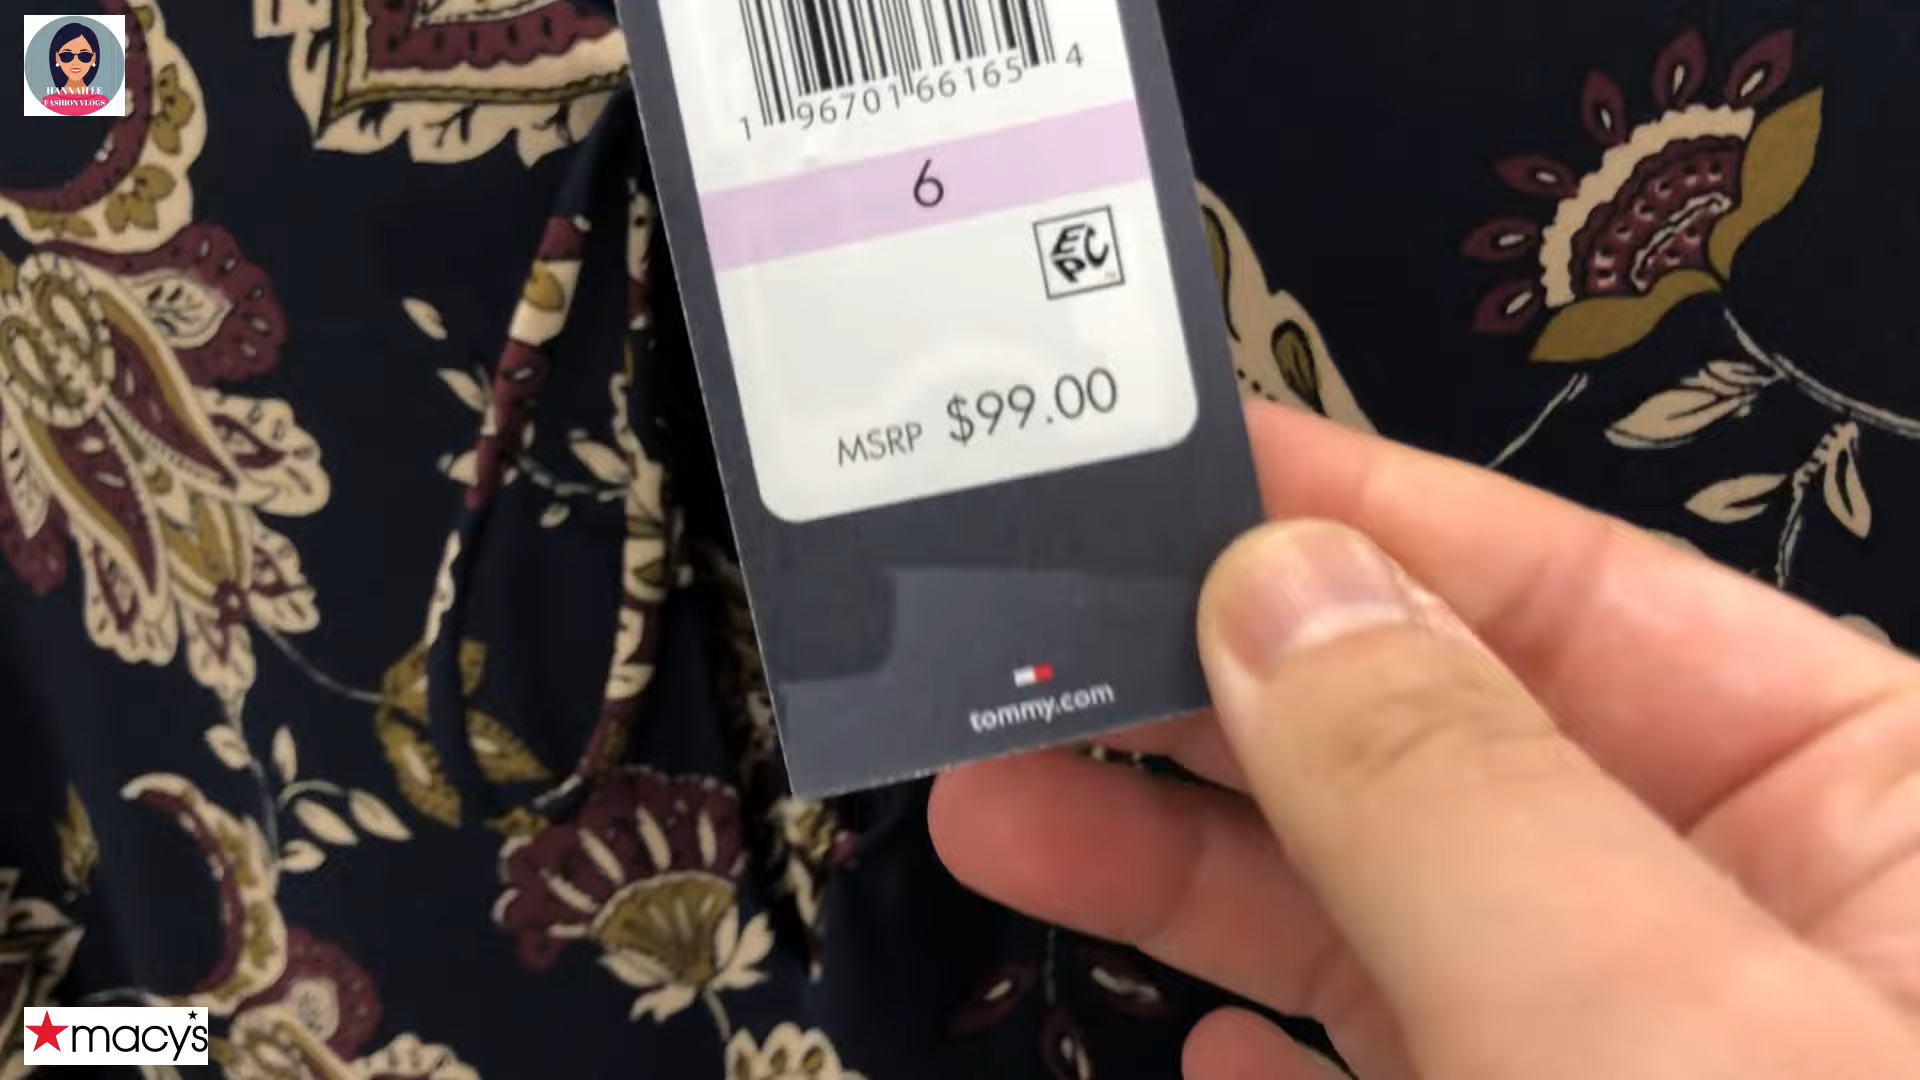 HANNAH LE
FASHION VLOGS
1 96701 66165 4
6
EPC
MSRP $99.00
tommy.com
macy's